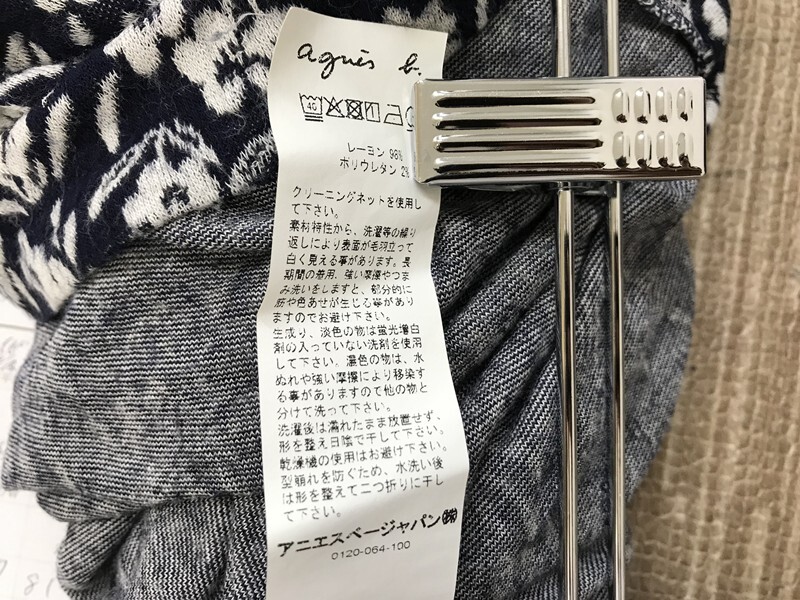 agnès b.
40
レーヨン 98%
ポリウレタン 2%
クリーニングネットを使用し
て下さい。
素材特性から、洗濯等の繰り
返しにより表面が毛羽立って
白く見える事があります。長
期間の着用、強い摩擦やつま
み洗いをしますと、部分的に
筋や色あせが生じる事があり
ますのでお避け下さい。
生成り、淡色の物は蛍光増白
剤の入っていない洗剤を使用
して下さい。濃色の物は、水
ぬれや強い摩擦により移染す
る事がありますので他の物と
分けて洗って下さい。
洗濯後は濡れたまま放置せず、
形を整え日陰で干して下さい。
乾燥機の使用はお避け下さい。
型崩れを防ぐため、水洗い後
は形を整えて二つ折りに干し
て下さい。
アニエスベージャパン㈱
0120-064-100